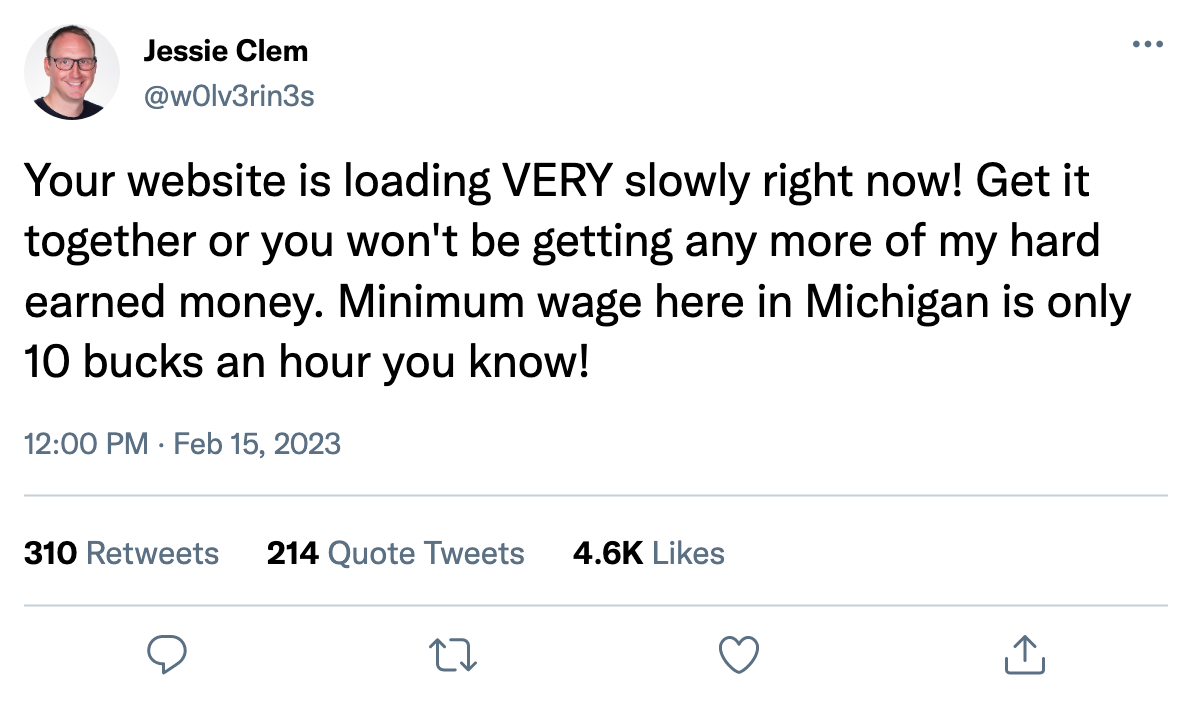 Jessie Clem
@w0lv3rin3s
Your website is loading VERY slowly right now! Get it
together or you won't be getting any more of my hard
earned money. Minimum wage here in Michigan is only
10 bucks an hour you know!
12:00 PM · Feb 15, 2023
310 Retweets 214 Quote Tweets 4.6K Likes